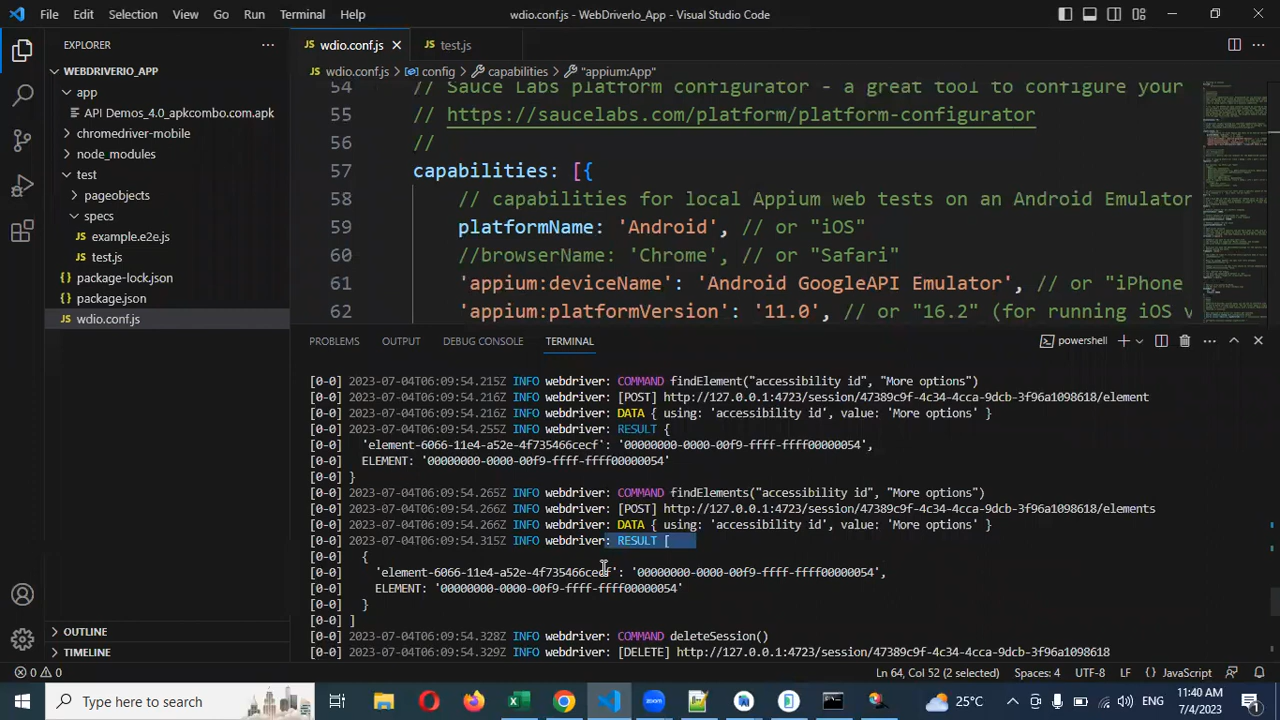 File Edit Selection View Go Run Terminal Help
wdio.conf.js - WebDriverIo_App - Visual Studio Code
EXPLORER
WEBDRIVERIO_APP
app
API Demos_4.0_apkcombo.com.apk
chromedriver-mobile
node_modules
test
pageobjects
specs
JS example.e2e.js
JS test.js
package-lock.json
package.json
JS wdio.conf.js
OUTLINE
TIMELINE
JS wdio.conf.js
JS test.js
JS wdio.conf.js > config > capabilities > "appium:App"
54 // Sauce Labs platform configurator - a great tool to configure your
55 // https://saucelabs.com/platform/platform-configurator
56 //
57 capabilities: [{
58 // capabilities for local Appium web tests on an Android Emulator
59 platformName: 'Android', // or "iOS"
60 //browserName: 'Chrome', // or "Safari"
61 'appium:deviceName': 'Android GoogleAPI Emulator', // or "iPhone
62 'appium:platformVersion': '11.0', // or "16.2" (for running iOS v
PROBLEMS OUTPUT DEBUG CONSOLE TERMINAL
powershell
[0-0] 2023-07-04T06:09:54.215Z INFO webdriver: COMMAND findElement("accessibility id", "More options")
[0-0] 2023-07-04T06:09:54.216Z INFO webdriver: [POST] http://127.0.0.1:4723/session/47389c9f-4c34-4cca-9dcb-3f96a1098618/element
[0-0] 2023-07-04T06:09:54.216Z INFO webdriver: DATA { using: 'accessibility id', value: 'More options' }
[0-0] 2023-07-04T06:09:54.255Z INFO webdriver: RESULT {
[0-0] 'element-6066-11e4-a52e-4f735466cecf': '00000000-0000-00f9-ffff-ffff00000054',
[0-0] ELEMENT: '00000000-0000-00f9-ffff-ffff00000054'
[0-0] }
[0-0] 2023-07-04T06:09:54.265Z INFO webdriver: COMMAND findElements("accessibility id", "More options")
[0-0] 2023-07-04T06:09:54.266Z INFO webdriver: [POST] http://127.0.0.1:4723/session/47389c9f-4c34-4cca-9dcb-3f96a1098618/elements
[0-0] 2023-07-04T06:09:54.266Z INFO webdriver: DATA { using: 'accessibility id', value: 'More options' }
[0-0] 2023-07-04T06:09:54.315Z INFO webdriver: RESULT [
[0-0] {
[0-0] 'element-6066-11e4-a52e-4f735466cecf': '00000000-0000-00f9-ffff-ffff00000054',
[0-0] ELEMENT: '00000000-0000-00f9-ffff-ffff00000054'
[0-0] }
[0-0] ]
[0-0] 2023-07-04T06:09:54.328Z INFO webdriver: COMMAND deleteSession()
[0-0] 2023-07-04T06:09:54.329Z INFO webdriver: [DELETE] http://127.0.0.1:4723/session/47389c9f-4c34-4cca-9dcb-3f96a1098618
0 0
Ln 64, Col 52 (2 selected) Spaces: 4 UTF-8 LF {} JavaScript
Type here to search
25°C
ENG
11:40 AM
7/4/2023
1